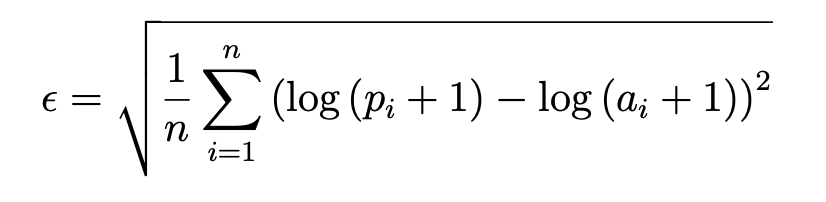 ϵ = √(1/n ∑_{i=1}^{n} (log (p_i + 1) − log (a_i + 1))²)